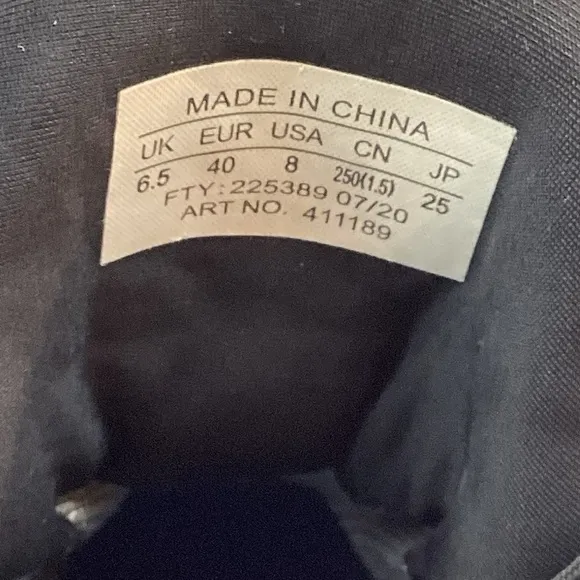 MADE IN CHINA
UK EUR USA CN JP
6.5 40 8 250(1.5) 25
FTY: 225389 07/20
ART NO. 411189